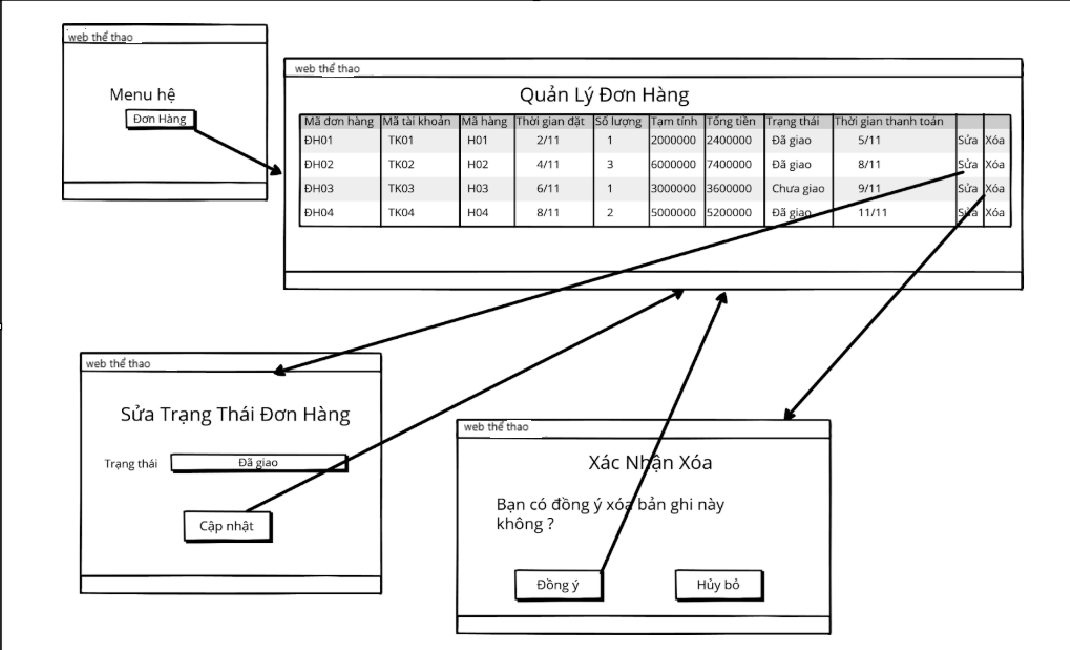 web thể thao
Menu hệ
Đơn Hàng
web thể thao
Quản Lý Đơn Hàng
Mã đơn hàng Mã tài khoản Mã hàng Thời gian đặt Số lượng Tạm tính Tổng tiền Trạng thái Thời gian thanh toán
ĐH01 TK01 H01 2/11 1 2000000 2400000 Đã giao 5/11 Sửa Xóa
ĐH02 TK02 H02 4/11 3 6000000 7400000 Đã giao 8/11 Sửa Xóa
ĐH03 TK03 H03 6/11 1 3000000 3600000 Chưa giao 9/11 Sửa Xóa
ĐH04 TK04 H04 8/11 2 5000000 5200000 Đã giao 11/11 Sửa Xóa
web thể thao
Sửa Trạng Thái Đơn Hàng
Trạng thái Đã giao
Cập nhật
web thể thao
Xác Nhận Xóa
Bạn có đồng ý xóa bản ghi này
không ?
Đồng ý Hủy bỏ